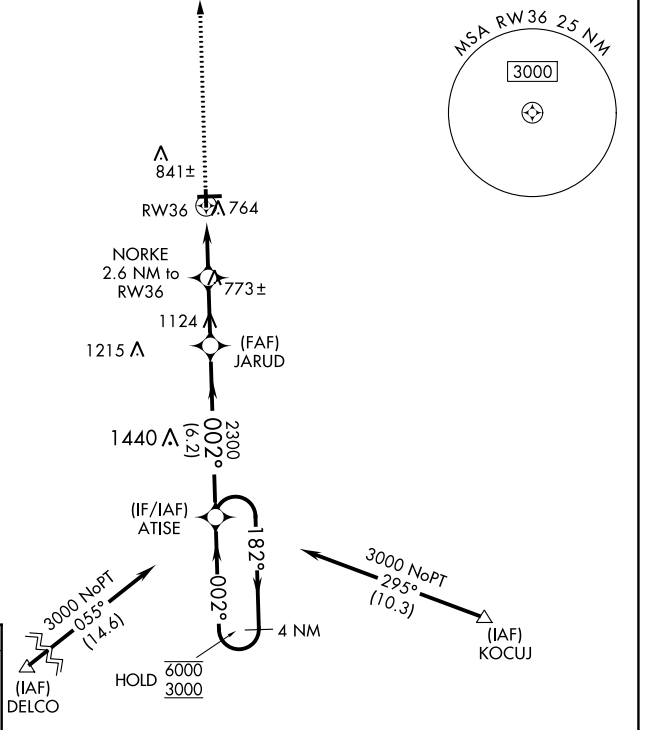 MSA RW36 25 NM
3000
841±
RW36
764
NORKE
2.6 NM to
RW36
773±
1124
1215
(FAF)
JARUD
1440
2300
002°
(6.2)
(IF/IAF)
ATISE
182°
002°
3000 NoPT
295°
(10.3)
3000 NoPT
055°
(14.6)
4 NM
(IAF)
KOCUJ
HOLD
6000
3000
(IAF)
DELCO